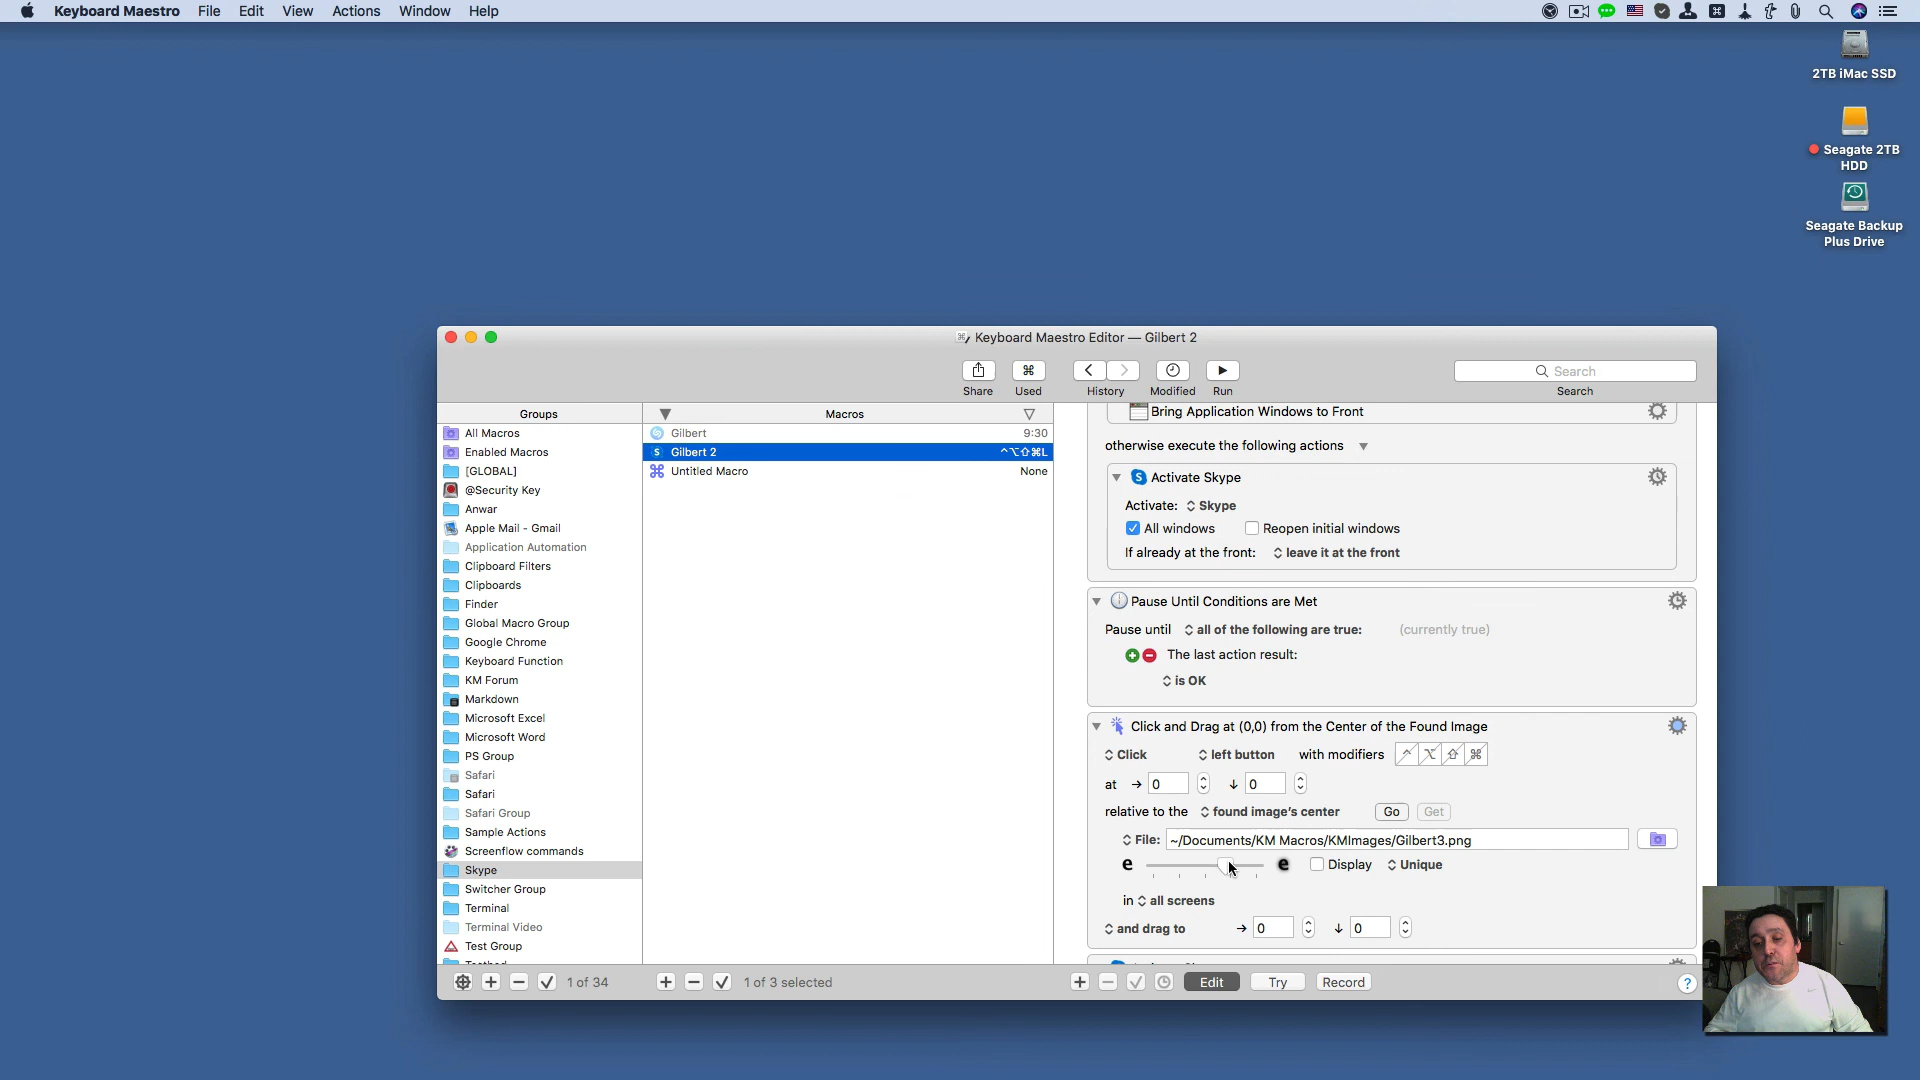 Keyboard Maestro File Edit View Actions Window Help
2TB iMac SSD
Seagate 2TB
HDD
Seagate Backup
Plus Drive
Keyboard Maestro Editor — Gilbert 2
Share Used History Modified Run
Search
Search
Groups
All Macros
Enabled Macros
[GLOBAL]
@Security Key
Anwar
Apple Mail - Gmail
Application Automation
Clipboard Filters
Clipboards
Finder
Global Macro Group
Google Chrome
Keyboard Function
KM Forum
Markdown
Microsoft Excel
Microsoft Word
PS Group
Safari
Safari
Safari Group
Sample Actions
Screenflow commands
Skype
Switcher Group
Terminal
Terminal Video
Test Group
1 of 34
Macros
Gilbert 9:30
Gilbert 2 ⌃⌥⇧⌘L
Untitled Macro None
1 of 3 selected
Bring Application Windows to Front
otherwise execute the following actions
Activate Skype
Activate: Skype
All windows Reopen initial windows
If already at the front: leave it at the front
Pause Until Conditions are Met
Pause until all of the following are true: (currently true)
The last action result:
is OK
Click and Drag at (0,0) from the Center of the Found Image
Click left button with modifiers ⌃ ⌥ ⇧ ⌘
at → 0 ↓ 0
relative to the found image's center Go Get
File: ~/Documents/KM Macros/KMImages/Gilbert3.png
e e Display Unique
in all screens
and drag to → 0 ↓ 0
Edit Try Record ?